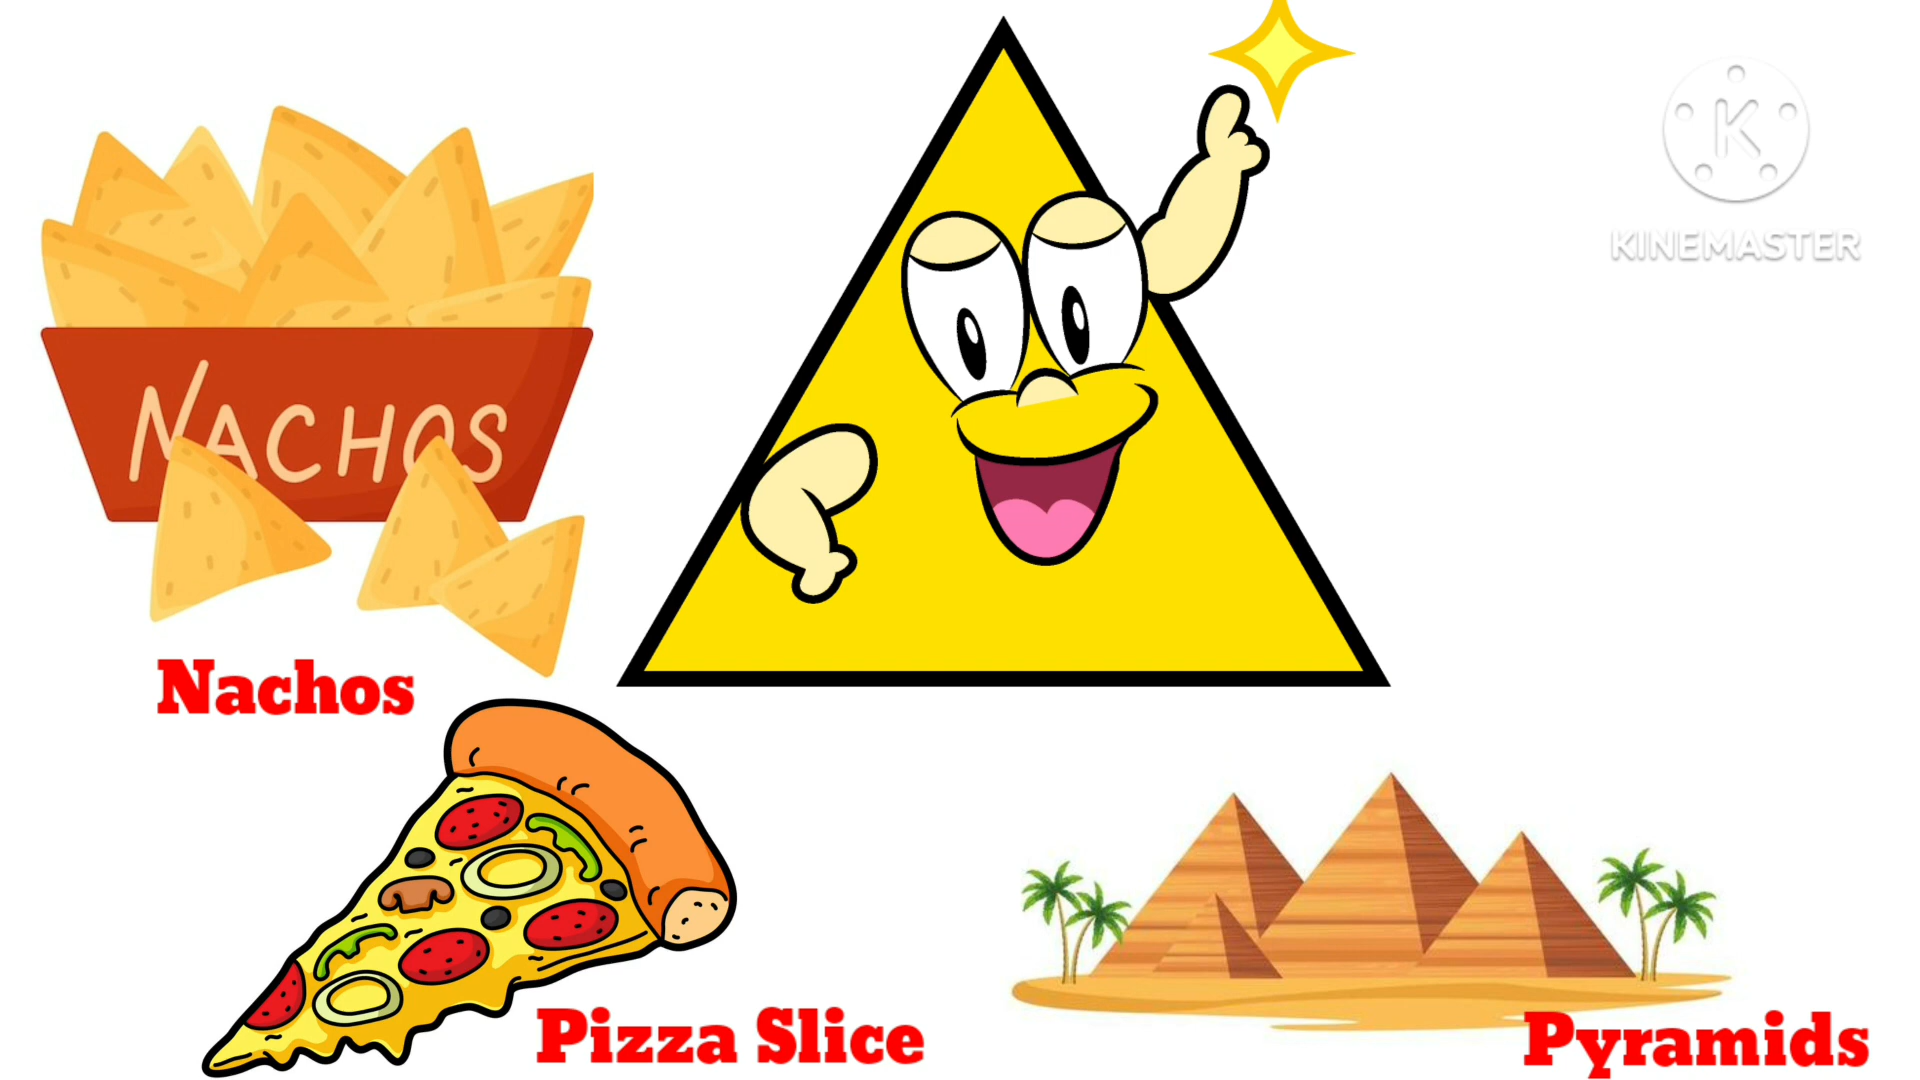 K
KINEMASTER
NACHOS
Nachos
Pizza Slice
Pyramids